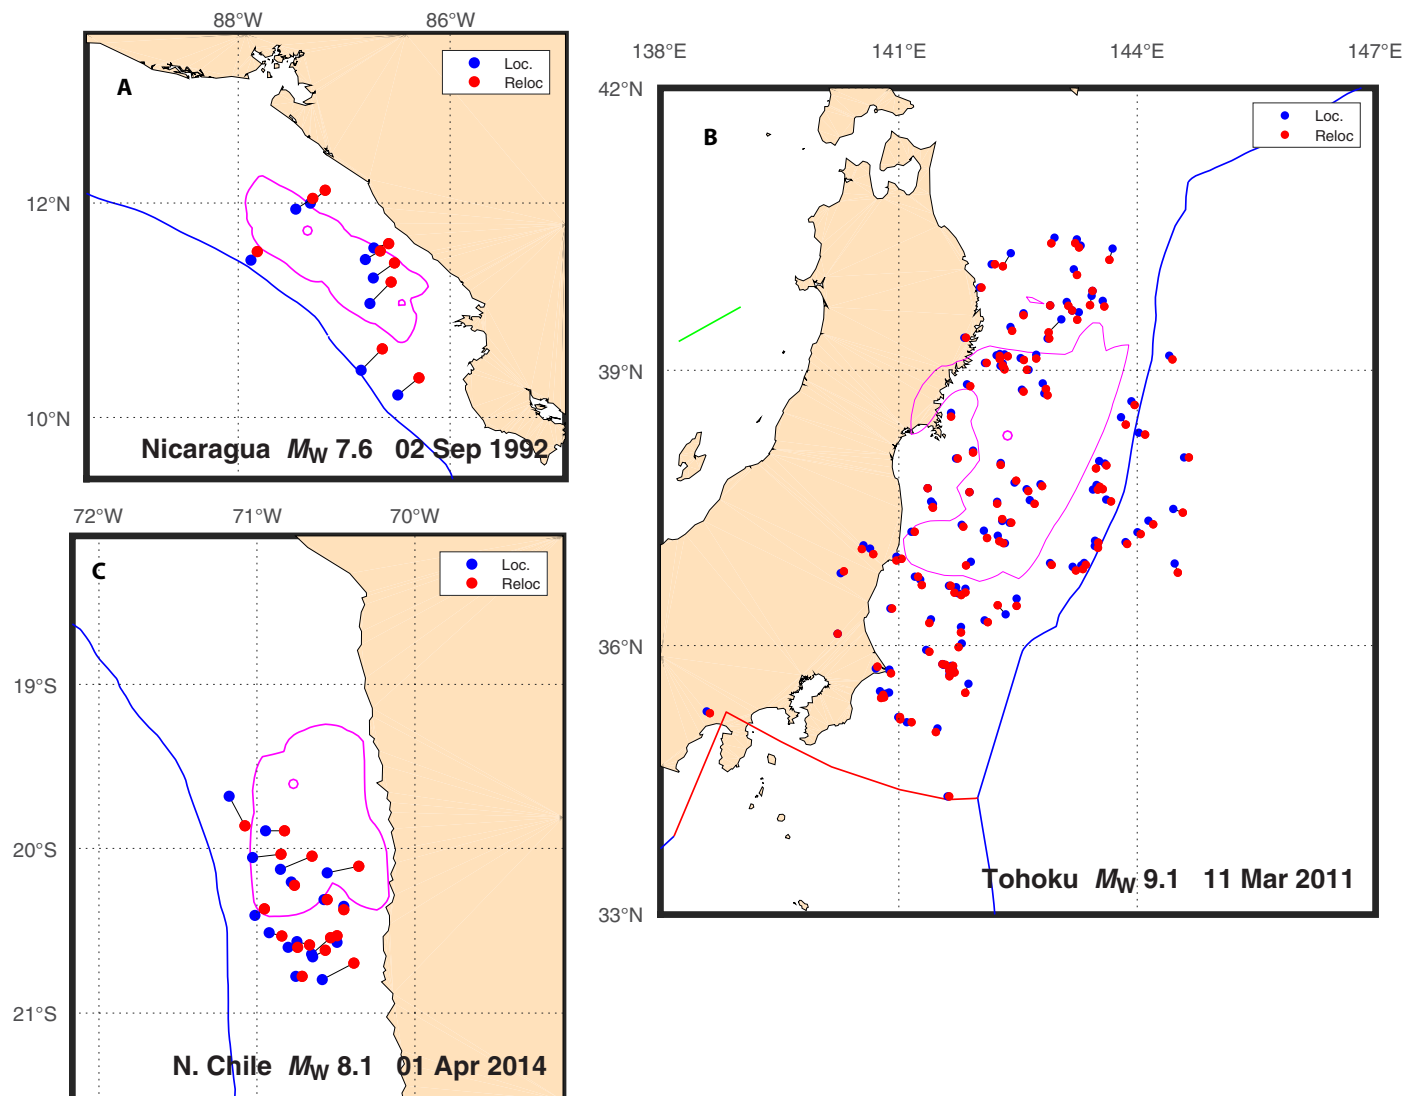 88°W 86°W
A
Loc.
Reloc
12°N
10°N
Nicaragua MW 7.6 02 Sep 1992
138°E 141°E 144°E 147°E
42°N
B
Loc.
Reloc
39°N
36°N
33°N
Tohoku MW 9.1 11 Mar 2011
72°W 71°W 70°W
C
Loc.
Reloc
19°S
20°S
21°S
N. Chile MW 8.1 01 Apr 2014